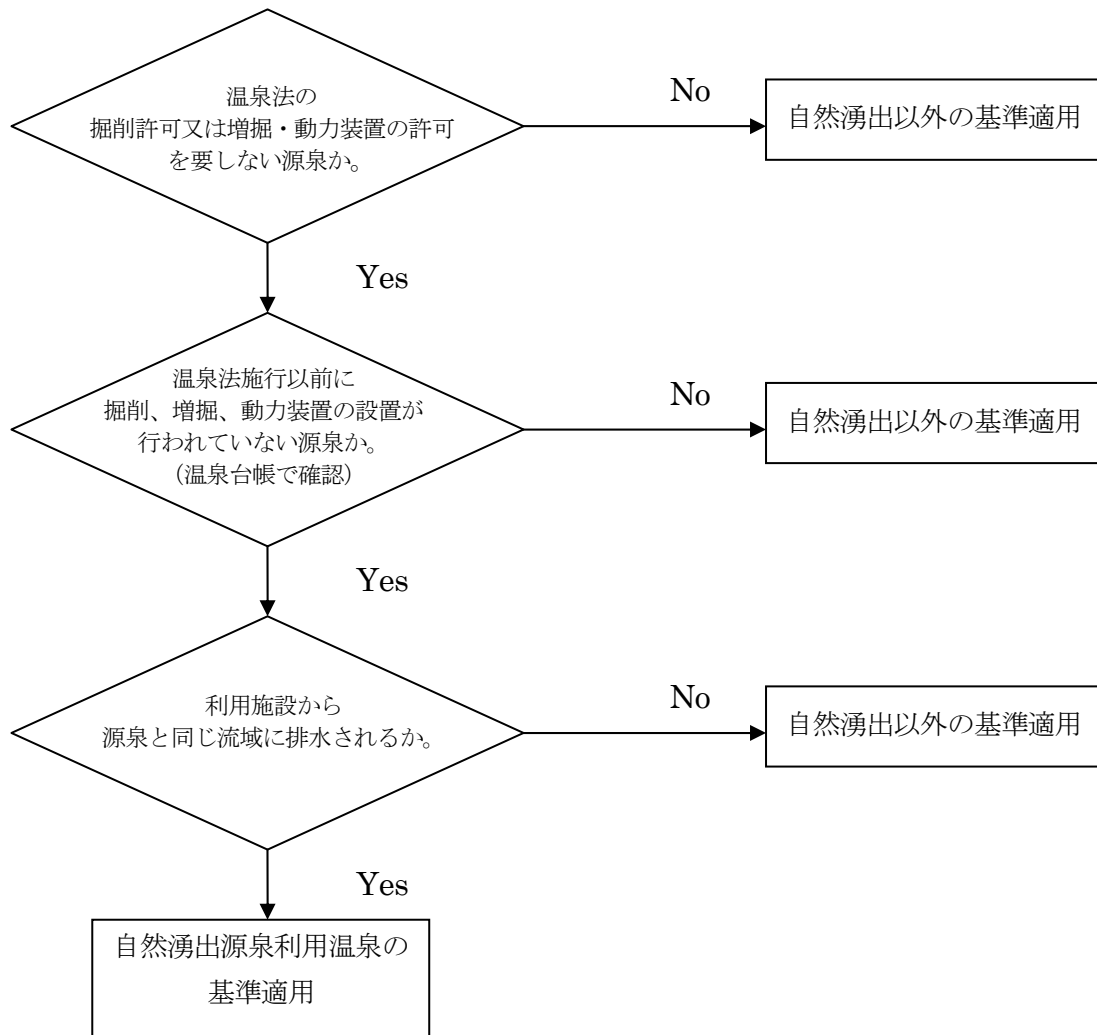 温泉法の
掘削許可又は増掘・動力装置の許可
を要しない源泉か。
No
自然湧出以外の基準適用
Yes
温泉法施行以前に
掘削、増掘、動力装置の設置が
行われていない源泉か。
(温泉台帳で確認)
No
自然湧出以外の基準適用
Yes
利用施設から
源泉と同じ流域に排水されるか。
No
自然湧出以外の基準適用
Yes
自然湧出源泉利用温泉の
基準適用